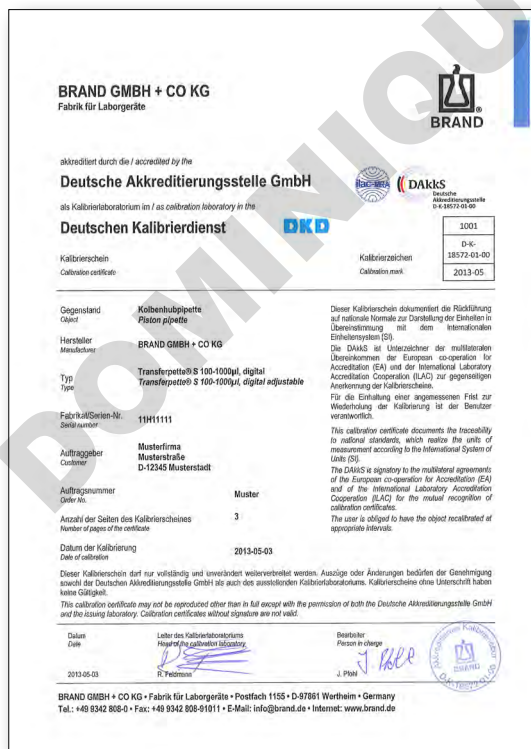 BRAND GMBH + CO KG
Fabrik für Laborgeräte
BRAND®
akkreditiert durch die / accredited by the
Deutsche Akkreditierungsstelle GmbH
als Kalibrierlaboratorium im / as calibration laboratory in the
Deutschen Kalibrierdienst
DKD
ilac-MRA
DAkkS
Deutsche
Akkreditierungsstelle
D-K-18572-01-00
Kalibrierschein
Calibration certificate
Kalibrierzeichen
Calibration mark
1001
D-K-
18572-01-00
2013-05
Gegenstand
Object
Kolbenhubpipette
Piston pipette
Hersteller
Manufacturer
BRAND GMBH + CO KG
Typ
Type
Transferpette® S 100-1000µl, digital
Transferpette® S 100-1000µl, digital adjustable
Fabrikat/Serien-Nr.
Serial number
11H11111
Auftraggeber
Customer
Musterfirma
Musterstraße
D-12345 Musterstadt
Auftragsnummer
Order No.
Muster
Anzahl der Seiten des Kalibrierscheines
Number of pages of the certificate
3
Datum der Kalibrierung
Date of calibration
2013-05-03
Dieser Kalibrierschein dokumentiert die Rückführung
auf nationale Normale zur Darstellung der Einheiten in
Übereinstimmung mit dem Internationalen
Einheitensystem (SI).
Die DAkkS ist Unterzeichner der multilateralen
Übereinkommen der European co-operation for
Accreditation (EA) und der International Laboratory
Accreditation Cooperation (ILAC) zur gegenseitigen
Anerkennung der Kalibrierscheine.
Für die Einhaltung einer angemessenen Frist zur
Wiederholung der Kalibrierung ist der Benutzer
verantwortlich.
This calibration certificate documents the traceability
to national standards, which realize the units of
measurement according to the International System of
Units (SI).
The DAkkS is signatory to the multilateral agreements
of the European co-operation for Accreditation (EA)
and of the International Laboratory Accreditation
Cooperation (ILAC) for the mutual recognition of
calibration certificates.
The user is obliged to have the object recalibrated at
appropriate intervals.
Dieser Kalibrierschein darf nur vollständig und unverändert weiterverbreitet werden. Auszüge oder Änderungen bedürfen der Genehmigung
sowohl der Deutschen Akkreditierungsstelle GmbH als auch des ausstellenden Kalibrierlaboratoriums. Kalibrierscheine ohne Unterschrift haben
keine Gültigkeit.
This calibration certificate may not be reproduced other than in full except with the permission of both the Deutsche Akkreditierungsstelle GmbH
and the issuing laboratory. Calibration certificates without signature are not valid.
Datum
Date
2013-05-03
Leiter des Kalibrierlaboratoriums
Head of the calibration laboratory
R. Feldmann
Bearbeiter
Person in charge
J. Pfohl
J. Pfohl
BRAND
D-K-18572-01-00
BRAND GMBH + CO KG • Fabrik für Laborgeräte • Postfach 1155 • D-97861 Wertheim • Germany
Tel.: +49 9342 808-0 • Fax: +49 9342 808-91011 • E-Mail: info@brand.de • Internet: www.brand.de
DOMINIQU